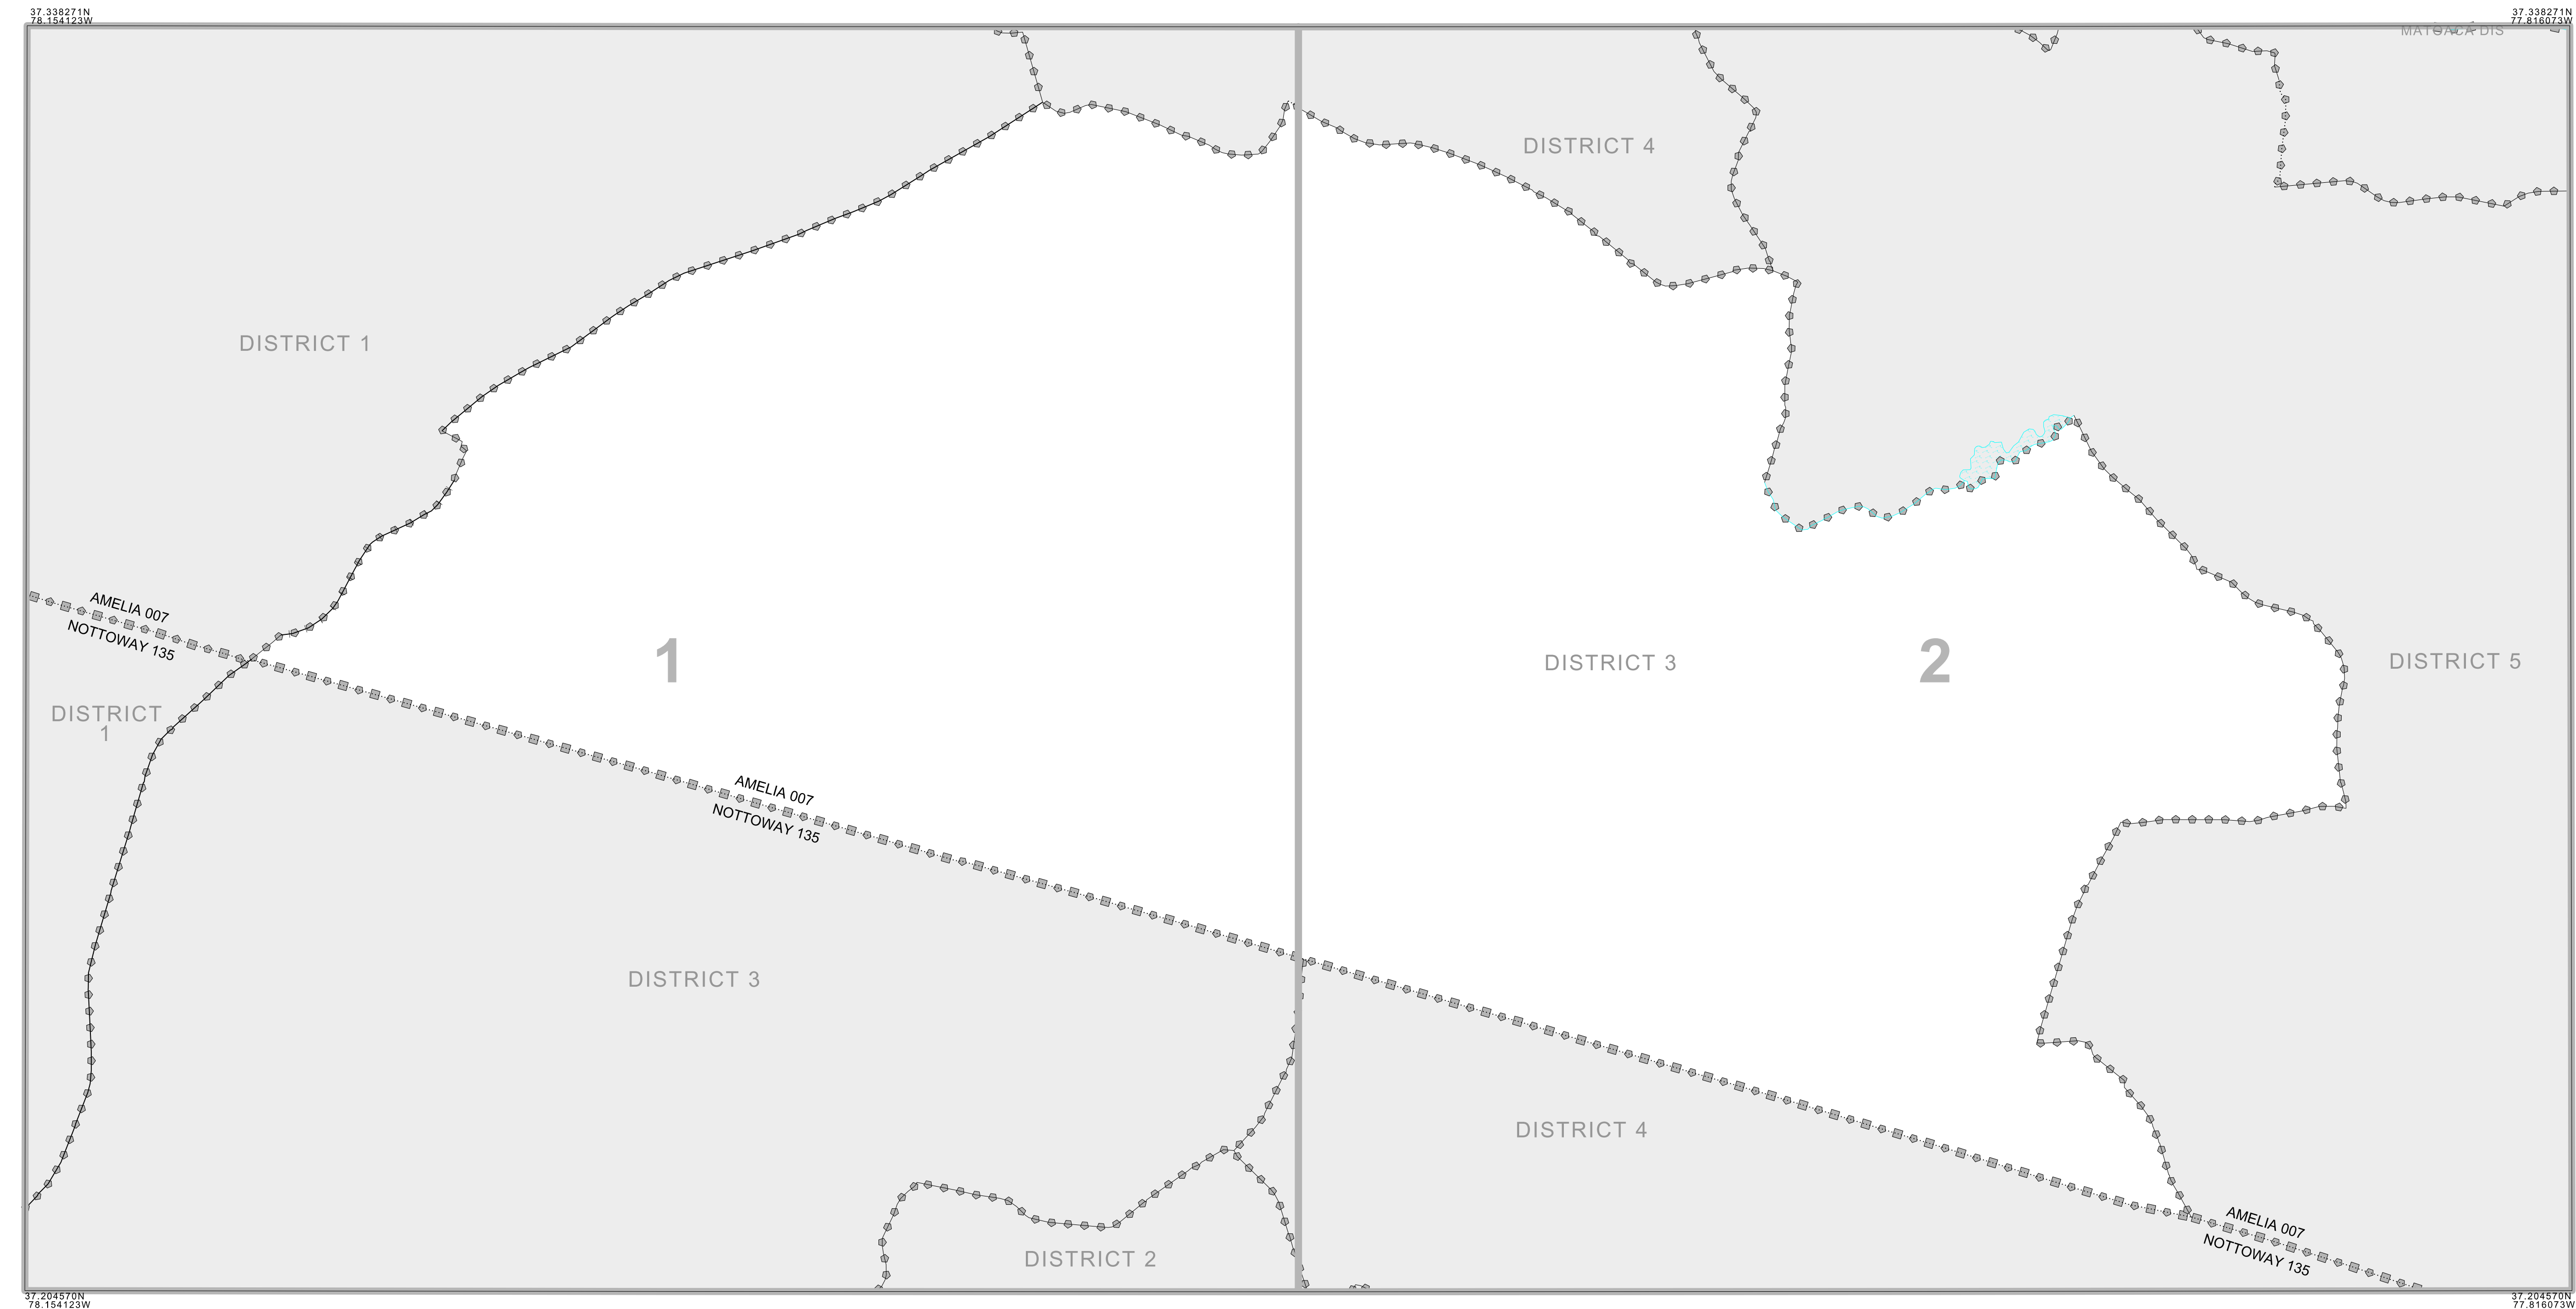 37.338271N
78.154123W
37.338271N
77.816073W
MATOACA DIS
DISTRICT 4
DISTRICT 1
AMELIA 007
NOTTOWAY 135
1
DISTRICT 3
2
DISTRICT 5
DISTRICT
1
AMELIA 007
NOTTOWAY 135
DISTRICT 3
DISTRICT 4
DISTRICT 2
AMELIA 007
NOTTOWAY 135
37.204570N
78.154123W
37.204570N
77.816073W